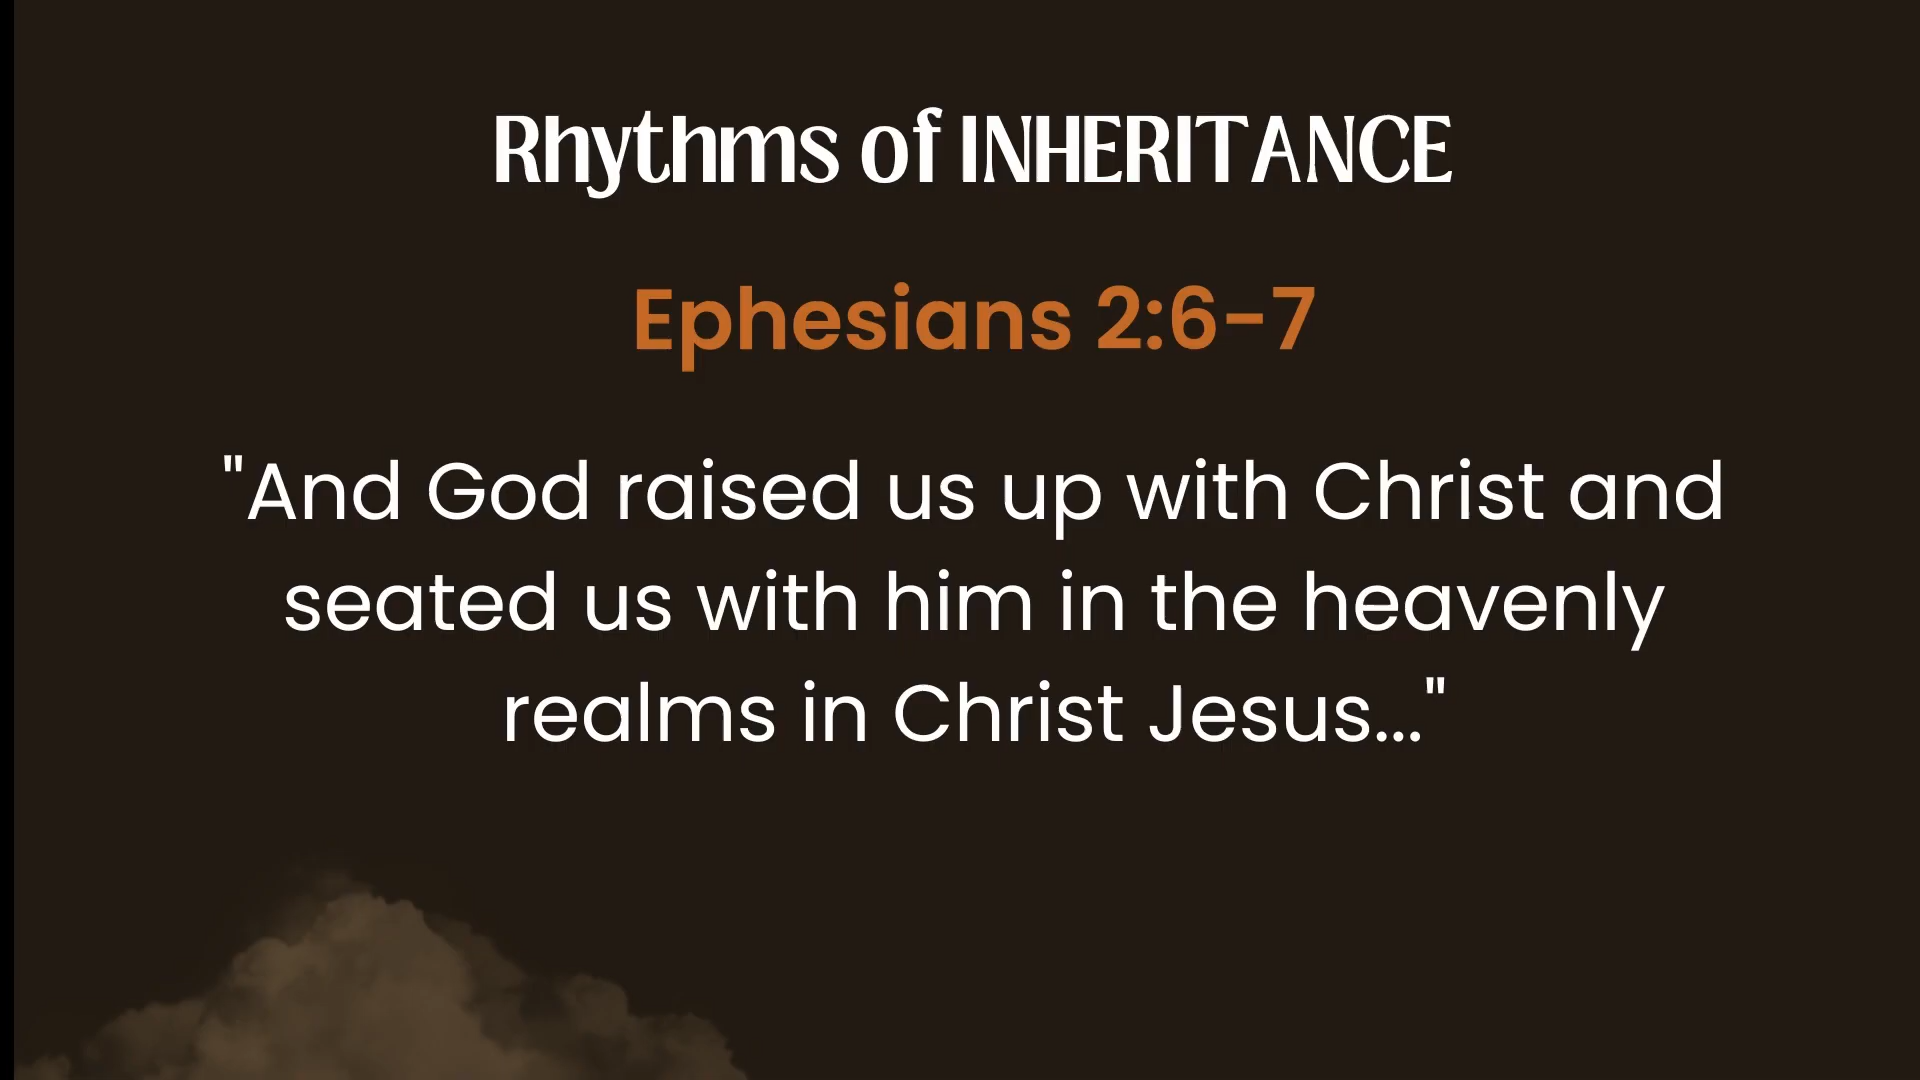 Rhythms of INHERITANCE
Ephesians 2:6-7
"And God raised us up with Christ and
seated us with him in the heavenly
realms in Christ Jesus..."